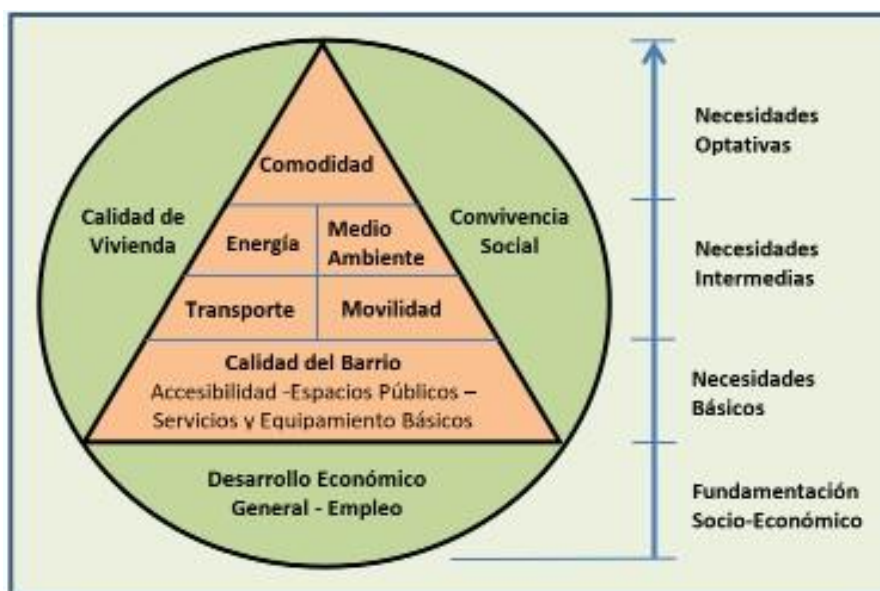 Comodidad
Calidad de
Vivienda
Energía
Medio
Ambiente
Convivencia
Social
Transporte
Movilidad
Calidad del Barrio
Accesibilidad -Espacios Públicos –
Servicios y Equipamiento Básicos
Desarrollo Económico
General - Empleo
Necesidades
Optativas
Necesidades
Intermedias
Necesidades
Básicos
Fundamentación
Socio-Económico